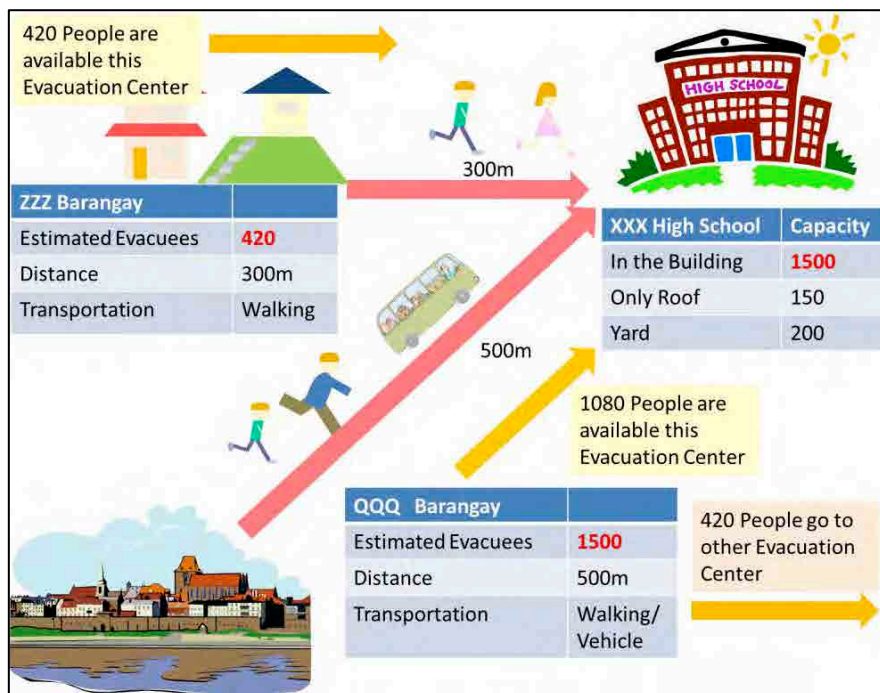 420 People are
available this
Evacuation Center
HIGH SCHOOL
300m
ZZZ Barangay
Estimated Evacuees 420
Distance 300m
Transportation Walking
XXX High School Capacity
In the Building 1500
Only Roof 150
Yard 200
500m
1080 People are
available this
Evacuation Center
QQQ Barangay
Estimated Evacuees 1500
Distance 500m
Transportation Walking/
Vehicle
420 People go to
other Evacuation
Center